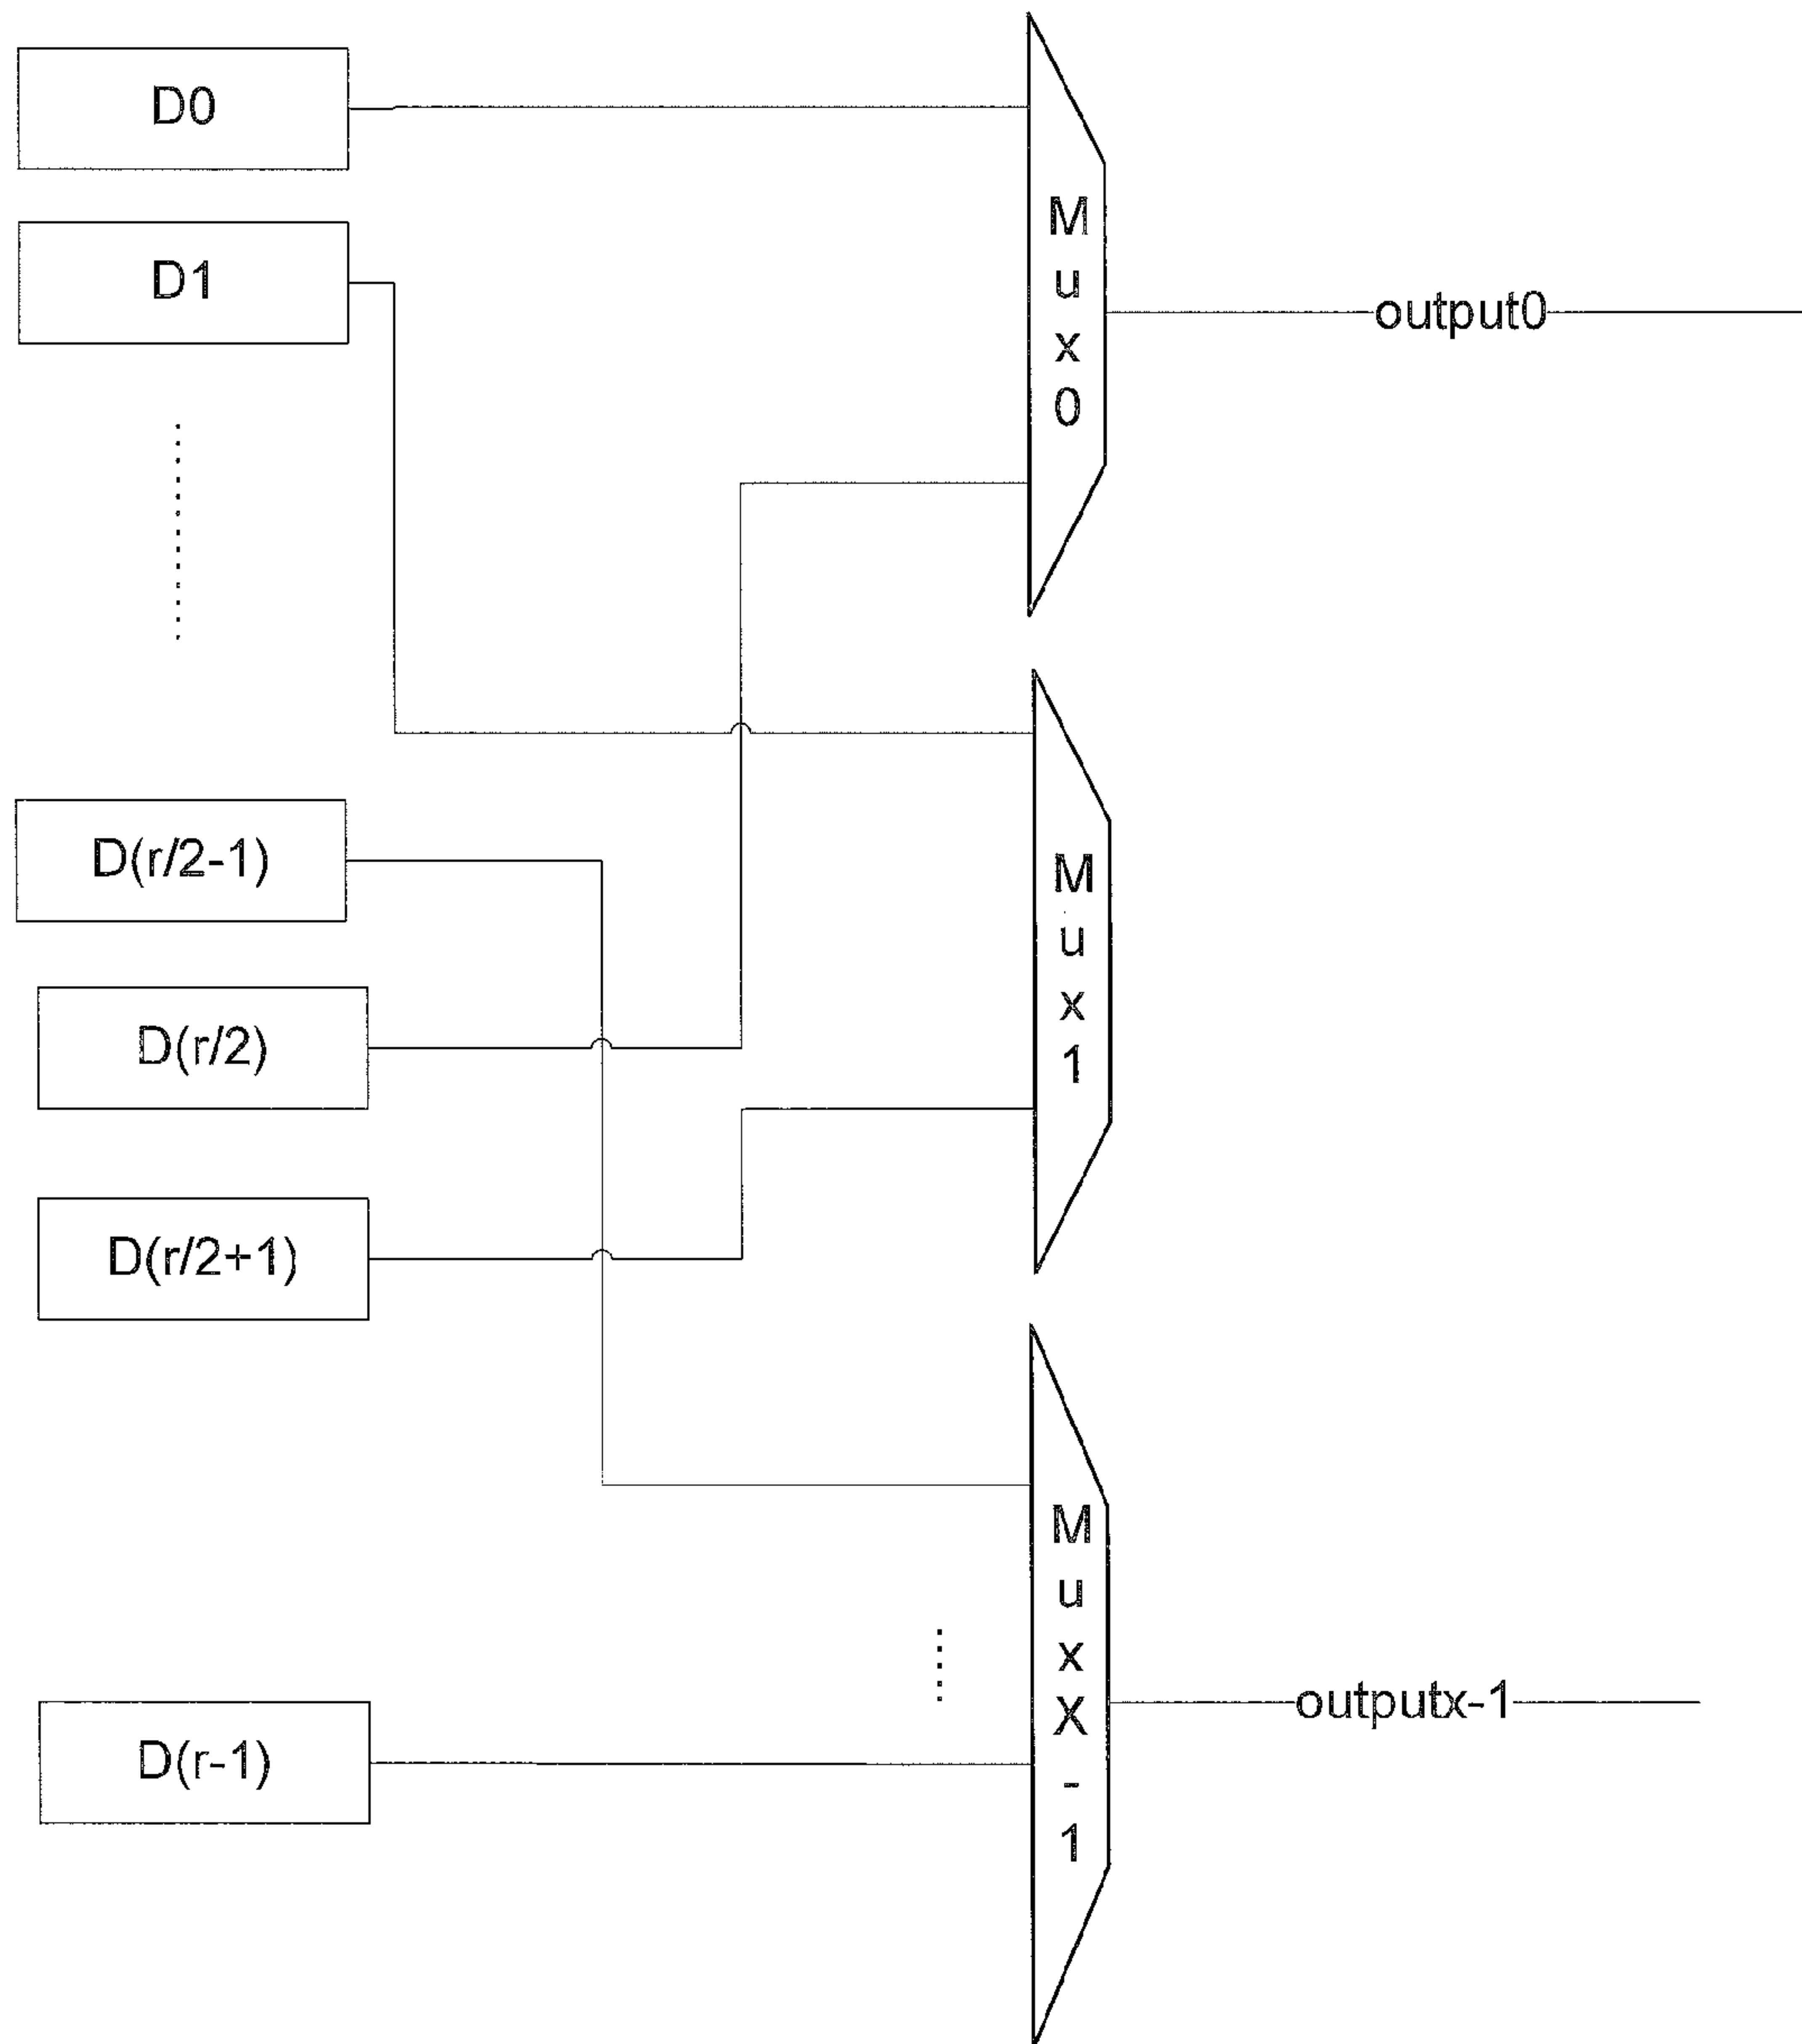 D0
D1
D(r/2-1)
D(r/2)
D(r/2+1)
D(r-1)
Mux0
output0
Mux1
MuxX-1
outputx-1